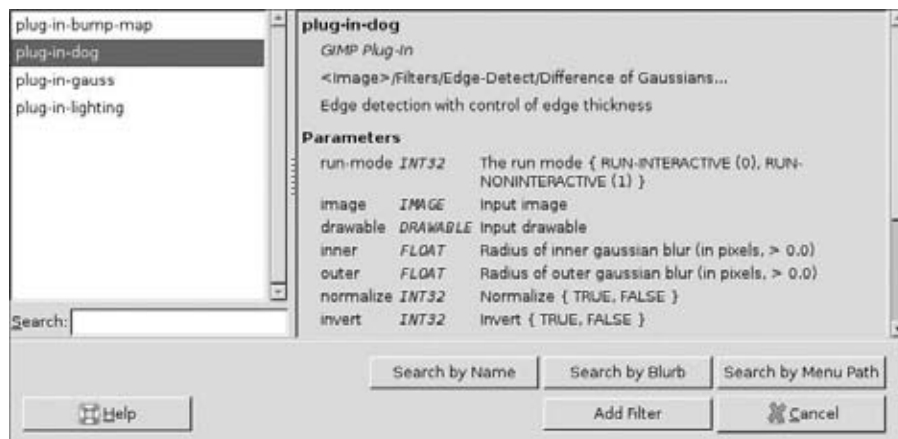 plug-in-bump-map
plug-in-dog
plug-in-gauss
plug-in-lighting
Search:
plug-in-dog
GIMP Plug-In
<Image>/Filters/Edge-Detect/Difference of Gaussians...
Edge detection with control of edge thickness
Parameters
run-mode INT32 The run mode { RUN-INTERACTIVE (0), RUN-
NONINTERACTIVE (1) }
image IMAGE Input image
drawable DRAWABLE Input drawable
inner FLOAT Radius of inner gaussian blur (in pixels, > 0.0)
outer FLOAT Radius of outer gaussian blur (in pixels, > 0.0)
normalize INT32 Normalize { TRUE, FALSE }
invert INT32 Invert { TRUE, FALSE }
Search by Name
Search by Blurb
Search by Menu Path
Help
Add Filter
Cancel